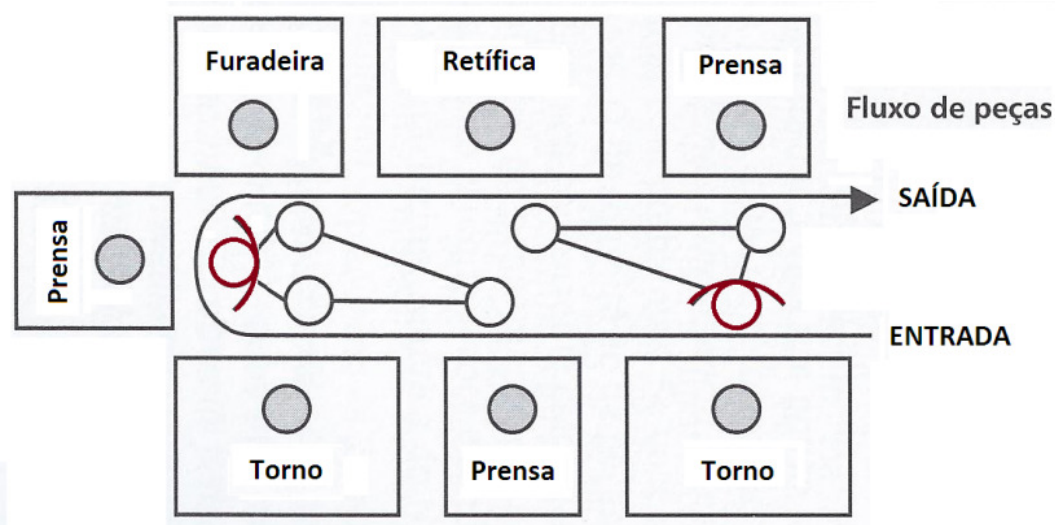 Furadeira
Retífica
Prensa
Fluxo de peças
SAÍDA
Prensa
ENTRADA
Torno
Prensa
Torno